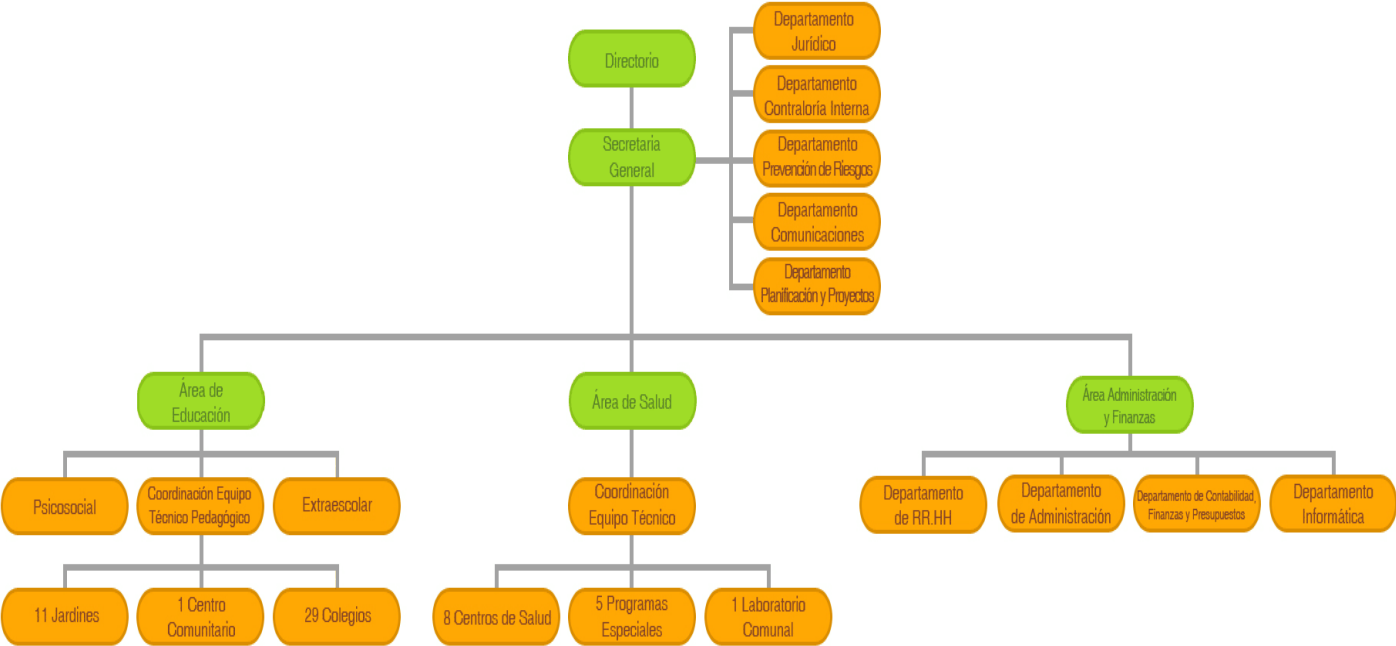 Directorio
Secretaria
General
Departamento
Jurídico
Departamento
Contraloría Interna
Departamento
Prevención de Riesgos
Departamento
Comunicaciones
Departamento
Planificación y Proyectos
Área de
Educación
Área de Salud
Área Administración
y Finanzas
Psicosocial
Coordinación Equipo
Técnico Pedagógico
Extraescolar
Coordinación
Equipo Técnico
Departamento
de RR.HH
Departamento
de Administración
Departamento de Contabilidad,
Finanzas y Presupuestos
Departamento
Informática
11 Jardines
1 Centro
Comunitario
29 Colegios
8 Centros de Salud
5 Programas
Especiales
1 Laboratorio
Comunal